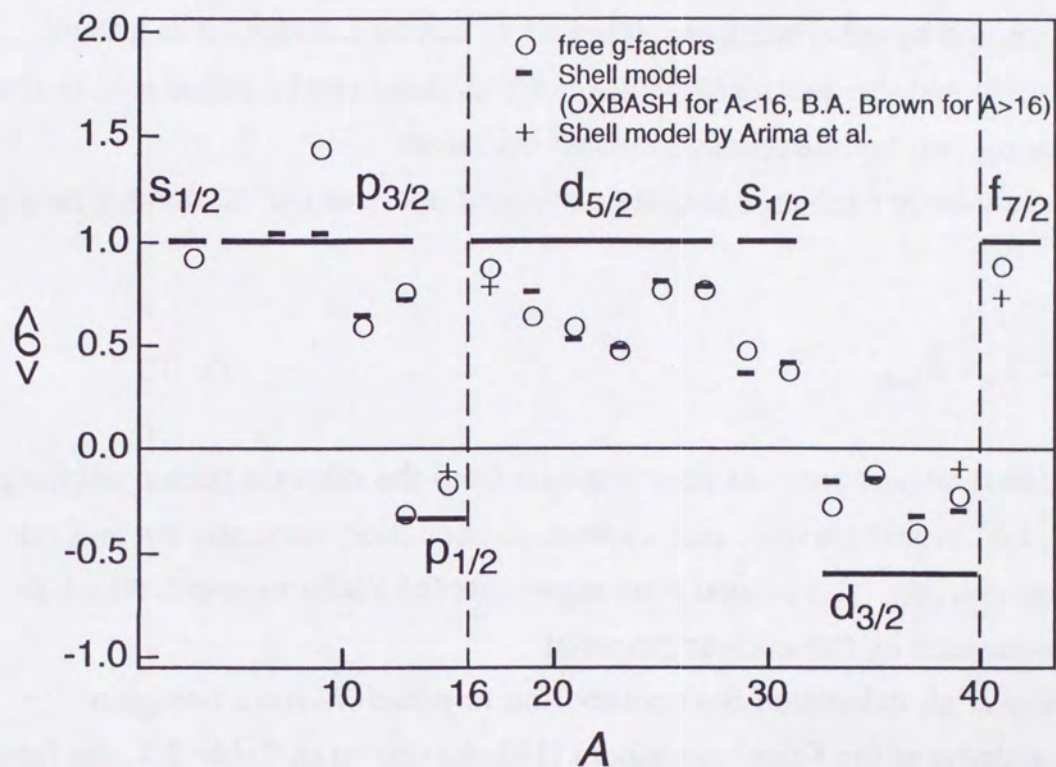 2.0
1.5
1.0
0.5
0.0
-0.5
-1.0
<σ>
free g-factors
Shell model
(OXBASH for A<16, B.A. Brown for A>16)
+ Shell model by Arima et al.
s1/2
p3/2
d5/2
s1/2
f7/2
p1/2
d3/2
10
16
20
30
40
A